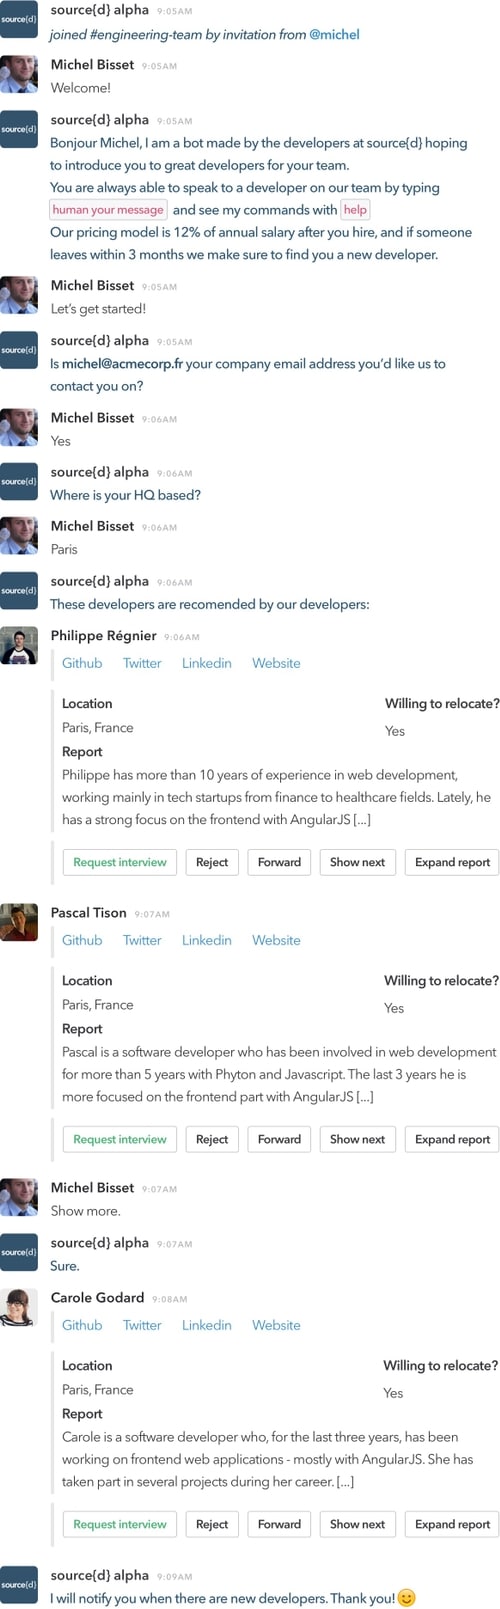 source{d} alpha 9:05AM
source{d}
joined #engineering-team by invitation from @michel
Michel Bisset 9:05AM
Welcome!
source{d} alpha 9:05AM
source{d}
Bonjour Michel, I am a bot made by the developers at source{d} hoping
to introduce you to great developers for your team.
You are always able to speak to a developer on our team by typing
human your message and see my commands with help
Our pricing model is 12% of annual salary after you hire, and if someone
leaves within 3 months we make sure to find you a new developer.
Michel Bisset 9:05AM
Let's get started!
source{d} alpha 9:05AM
source{d}
Is michel@acmecorp.fr your company email address you'd like us to
contact you on?
Michel Bisset 9:06AM
Yes
source{d} alpha 9:06AM
source{d}
Where is your HQ based?
Michel Bisset 9:06AM
Paris
source{d} alpha 9:06AM
source{d}
These developers are recomended by our developers:
Philippe Régnier 9:06AM
Github Twitter Linkedin Website
Location Willing to relocate?
Paris, France Yes
Report
Philippe has more than 10 years of experience in web development,
working mainly in tech startups from finance to healthcare fields. Lately, he
has a strong focus on the frontend with AngularJS [...]
Request interview Reject Forward Show next Expand report
Pascal Tison 9:07AM
Github Twitter Linkedin Website
Location Willing to relocate?
Paris, France Yes
Report
Pascal is a software developer who has been involved in web development
for more than 5 years with Phyton and Javascript. The last 3 years he is
more focused on the frontend part with AngularJS [...]
Request interview Reject Forward Show next Expand report
Michel Bisset 9:07AM
Show more.
source{d} alpha 9:07AM
source{d}
Sure.
Carole Godard 9:08AM
Github Twitter Linkedin Website
Location Willing to relocate?
Paris, France Yes
Report
Carole is a software developer who, for the last three years, has been
working on frontend web applications - mostly with AngularJS. She has
taken part in several projects during her career. [...]
Request interview Reject Forward Show next Expand report
source{d} alpha 9:09AM
source{d}
I will notify you when there are new developers. Thank you! 😊